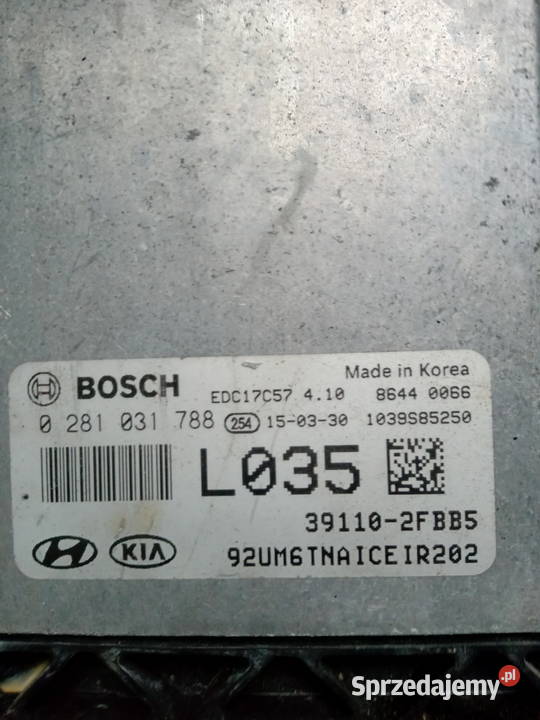 Made in Korea
BOSCH EDC17C57 4.10 8644 0066
0 281 031 788 254 15-03-30 1039S85250
L035
39110-2FBB5
KIA 92UM6TNAICEIR202
Sprzedajemy.pl